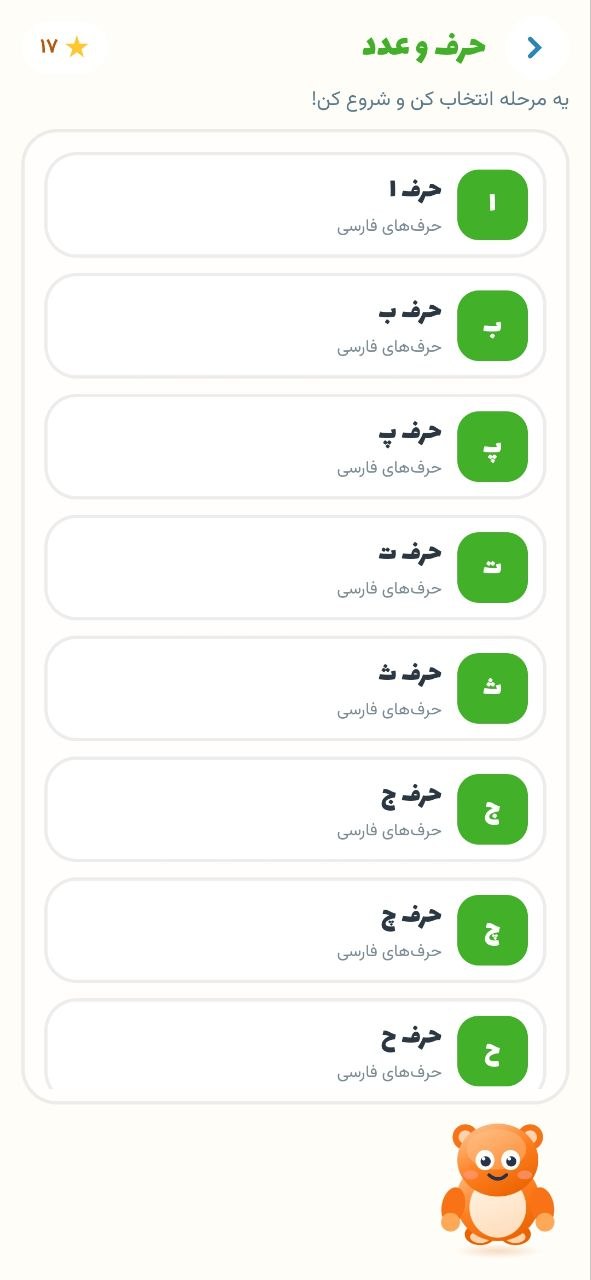 حرف و عدد
۱۷
یه مرحله انتخاب کن و شروع کن!
ا
حرف ا
حرف‌های فارسی
ب
حرف ب
حرف‌های فارسی
پ
حرف پ
حرف‌های فارسی
ت
حرف ت
حرف‌های فارسی
ث
حرف ث
حرف‌های فارسی
ج
حرف ج
حرف‌های فارسی
چ
حرف چ
حرف‌های فارسی
ح
حرف ح
حرف‌های فارسی